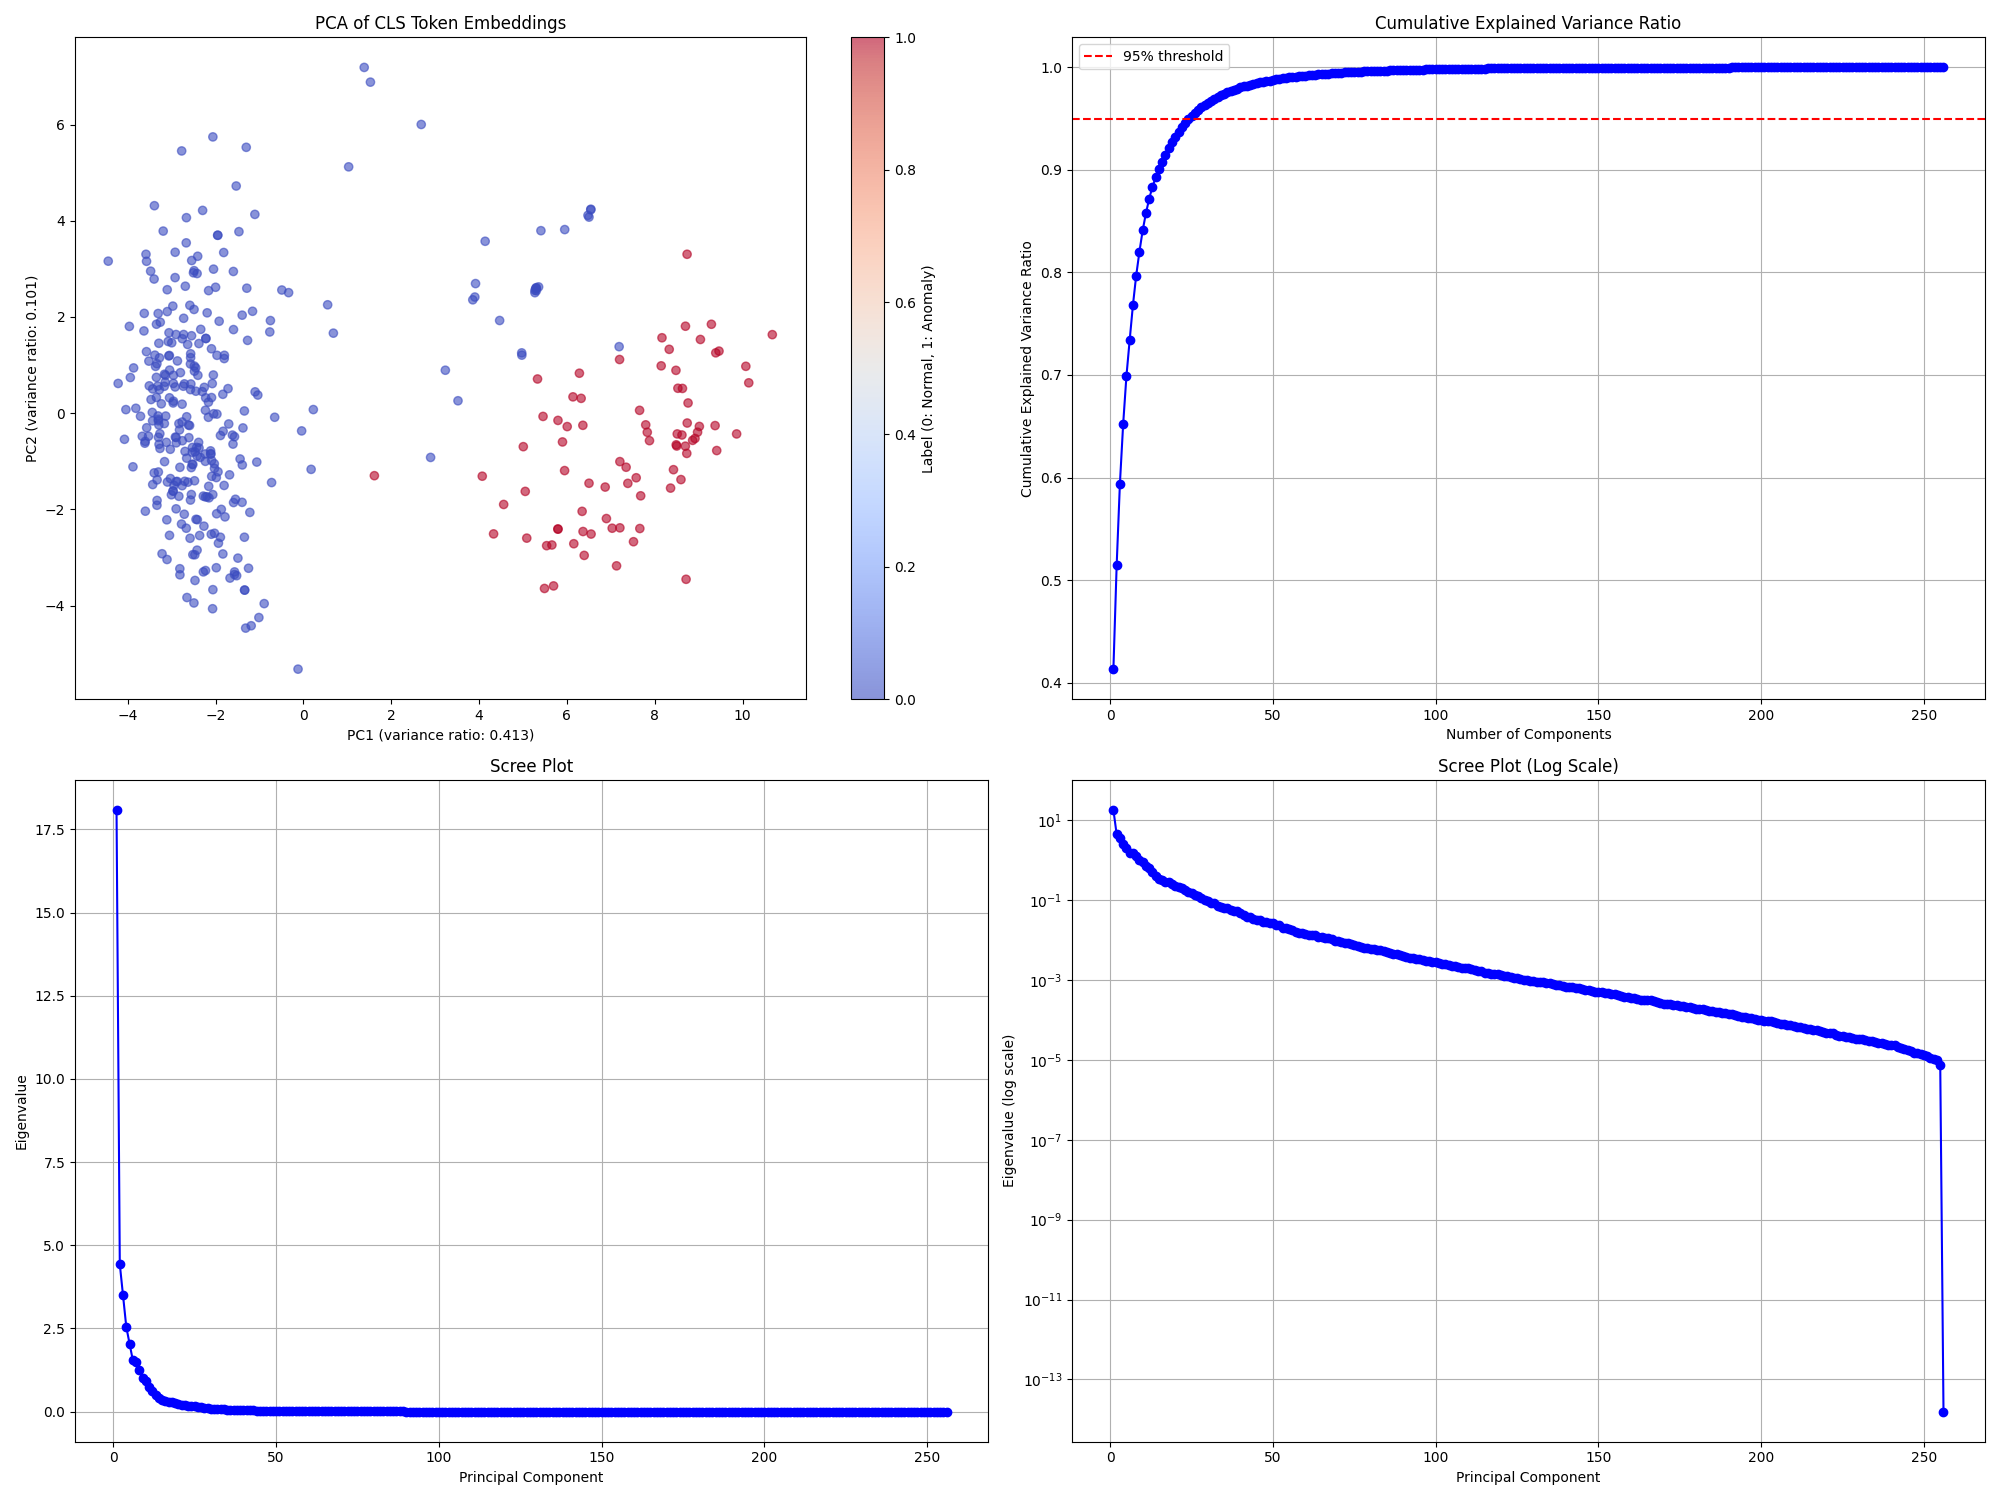 PCA of CLS Token Embeddings
6
4
2
0
−2
−4
PC2 (variance ratio: 0.101)
−4 −2 0 2 4 6 8 10
PC1 (variance ratio: 0.413)
1.0
0.8
0.6
0.4
0.2
0.0
Label (0: Normal, 1: Anomaly)
Cumulative Explained Variance Ratio
95% threshold
1.0
0.9
0.8
0.7
0.6
0.5
0.4
Cumulative Explained Variance Ratio
0 50 100 150 200 250
Number of Components
Scree Plot
17.5
15.0
12.5
10.0
7.5
5.0
2.5
0.0
Eigenvalue
0 50 100 150 200 250
Principal Component
Scree Plot (Log Scale)
10¹
10⁻¹
10⁻³
10⁻⁵
10⁻⁷
10⁻⁹
10⁻¹¹
10⁻¹³
Eigenvalue (log scale)
0 50 100 150 200 250
Principal Component